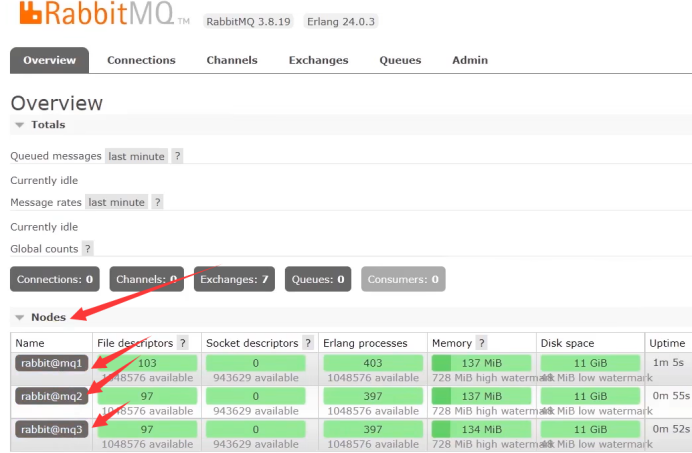 RabbitMQ TM RabbitMQ 3.8.19 Erlang 24.0.3
Overview Connections Channels Exchanges Queues Admin
Overview
Totals
Queued messages last minute ?
Currently idle
Message rates last minute ?
Currently idle
Global counts ?
Connections: 0 Channels: 0 Exchanges: 7 Queues: 0 Consumers: 0
Nodes
Name File descriptors ? Socket descriptors ? Erlang processes Memory ? Disk space Uptime
rabbit@mq1 103 0 403 137 MiB 11 GiB 1m 5s
1048576 available 943629 available 1048576 available 728 MiB high watermark MiB low watermark
rabbit@mq2 97 0 397 137 MiB 11 GiB 0m 55s
1048576 available 943629 available 1048576 available 728 MiB high watermark MiB low watermark
rabbit@mq3 97 0 397 134 MiB 11 GiB 0m 52s
1048576 available 943629 available 1048576 available 728 MiB high watermark MiB low watermark